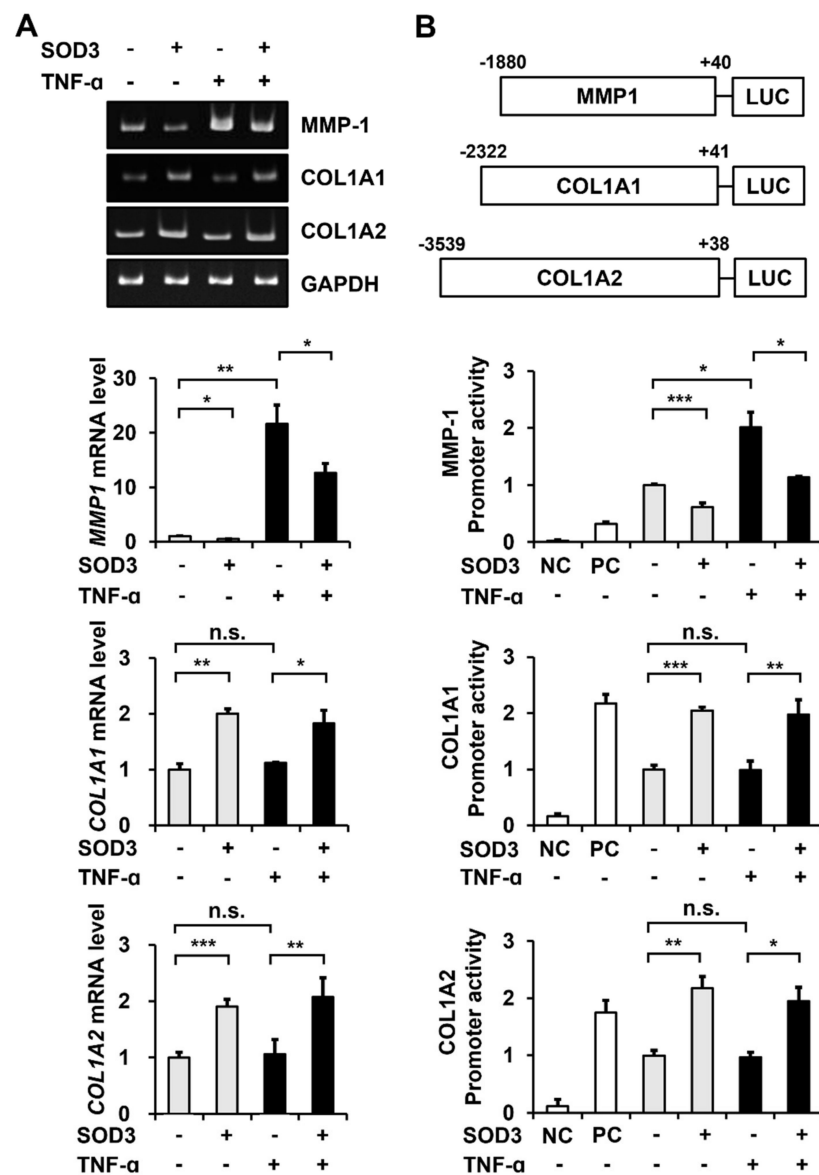 A
SOD3 - + - +
TNF-α - - + +
MMP-1
COL1A1
COL1A2
GAPDH
MMP1 mRNA level
30
20
10
0
*
**
*
SOD3 - + - +
TNF-α - - + +
COL1A1 mRNA level
3
2
1
0
n.s.
**
*
SOD3 - + - +
TNF-α - - + +
COL1A2 mRNA level
3
2
1
0
n.s.
***
**
SOD3 - + - +
TNF-α - - + +
B
-1880 +40
MMP1 LUC
-2322 +41
COL1A1 LUC
-3539 +38
COL1A2 LUC
MMP-1
Promoter activity
3
2
1
0
*
*
***
SOD3 NC PC - + - +
TNF-α - - - - + +
COL1A1
Promoter activity
3
2
1
0
n.s.
***
**
SOD3 NC PC - + - +
TNF-α - - - - + +
COL1A2
Promoter activity
3
2
1
0
n.s.
**
*
SOD3 NC PC - + - +
TNF-α - - - - + +